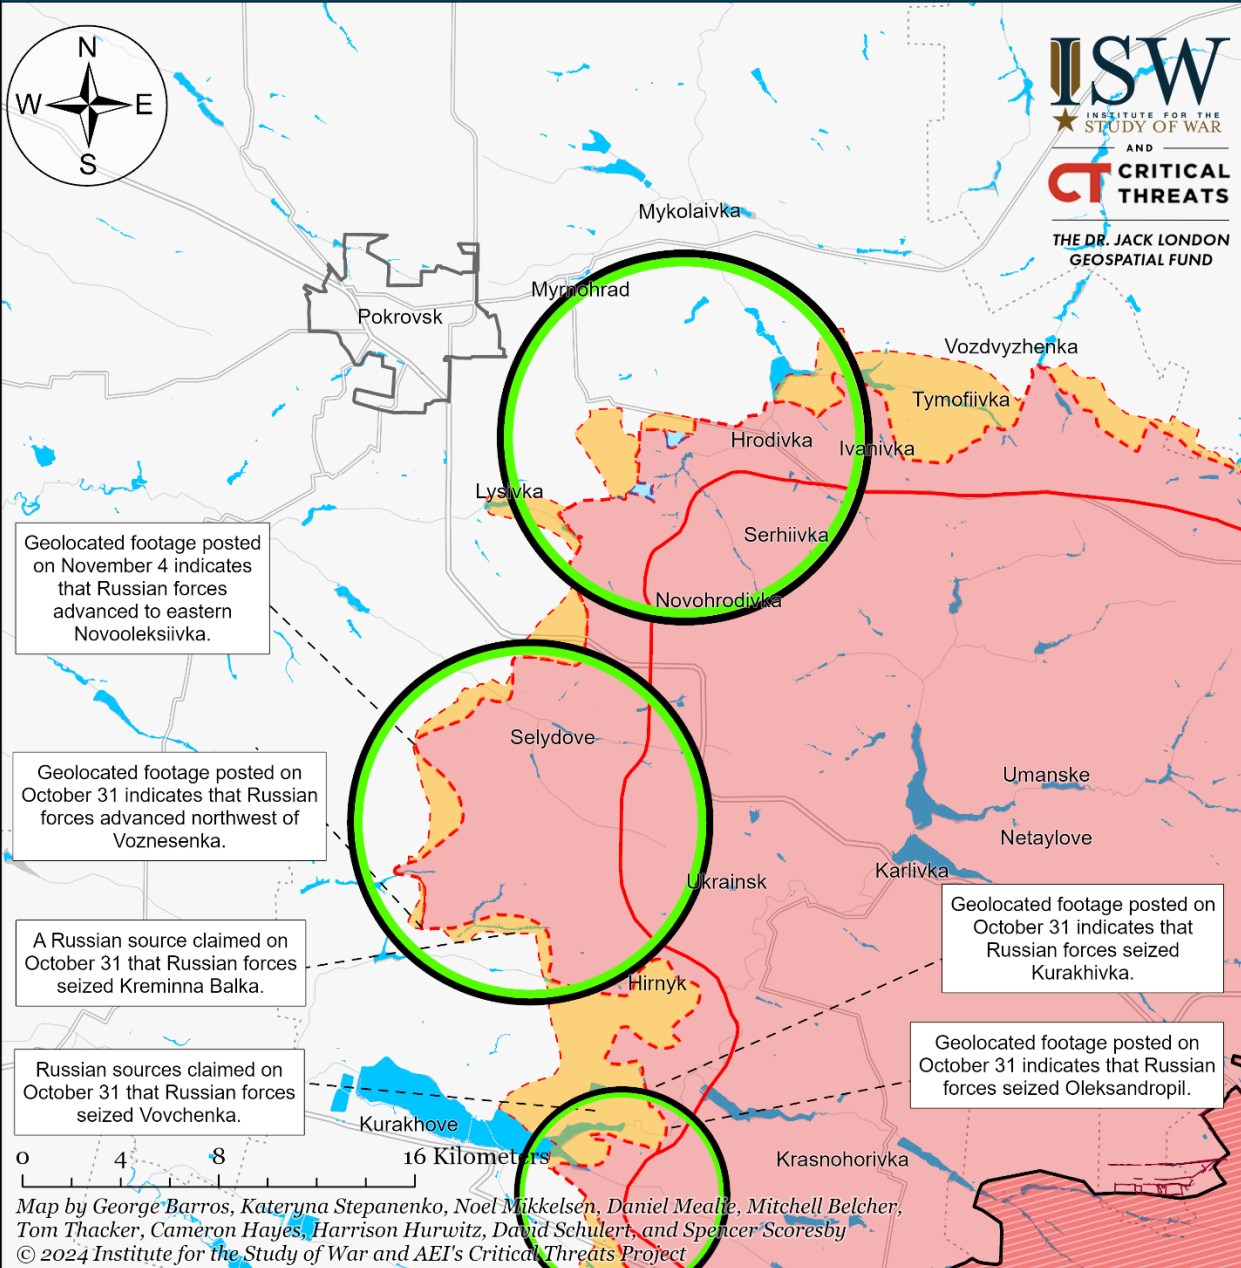 N
W E
S
ISW
INSTITUTE FOR THE
STUDY OF WAR
AND
CT CRITICAL
THREATS
THE DR. JACK LONDON
GEOSPATIAL FUND
Mykolaivka
Myrnohrad
Pokrovsk
Vozdvyzhenka
Tymofiivka
Hrodivka
Ivanivka
Lysivka
Serhiivka
Novohrodivka
Geolocated footage posted
on November 4 indicates
that Russian forces
advanced to eastern
Novooleksiivka.
Selydove
Umanske
Netaylove
Karlivka
Ukrainsk
Geolocated footage posted on
October 31 indicates that Russian
forces advanced northwest of
Voznesenka.
Geolocated footage posted on
October 31 indicates that
Russian forces seized
Kurakhivka.
A Russian source claimed on
October 31 that Russian forces
seized Kreminna Balka.
Hirnyk
Geolocated footage posted on
October 31 indicates that Russian
forces seized Oleksandropil.
Russian sources claimed on
October 31 that Russian forces
seized Vovchenka.
Kurakhove
Krasnohorivka
0 4 8 16 Kilometers
Map by George Barros, Kateryna Stepanenko, Noel Mikkelsen, Daniel Mealie, Mitchell Belcher,
Tom Thacker, Cameron Hayes, Harrison Hurwitz, David Schulert, and Spencer Scoresby
© 2024 Institute for the Study of War and AEI's Critical Threats Project